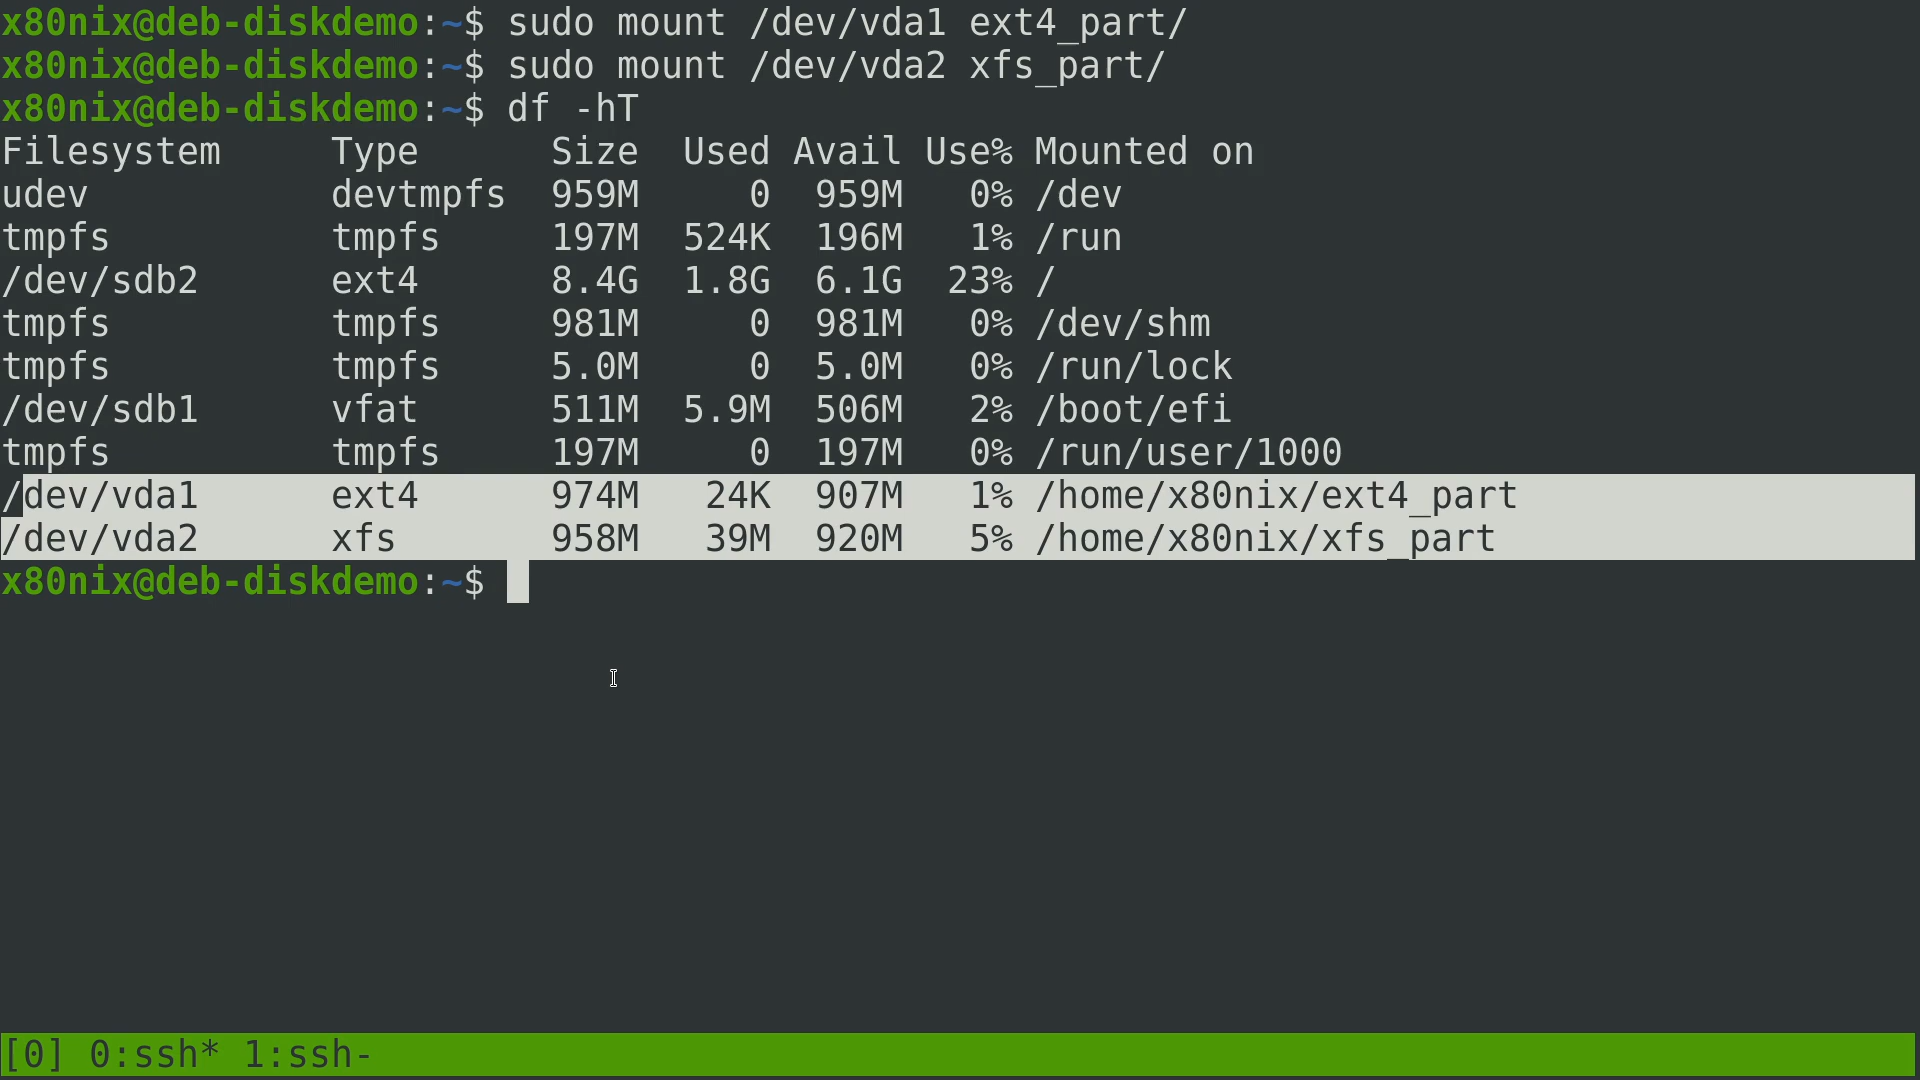 x80nix@deb-diskdemo:~$ sudo mount /dev/vda1 ext4_part/
x80nix@deb-diskdemo:~$ sudo mount /dev/vda2 xfs_part/
x80nix@deb-diskdemo:~$ df -hT
Filesystem     Type      Size  Used Avail Use% Mounted on
udev           devtmpfs  959M     0  959M   0% /dev
tmpfs          tmpfs     197M  524K  196M   1% /run
/dev/sdb2      ext4      8.4G  1.8G  6.1G  23% /
tmpfs          tmpfs     981M     0  981M   0% /dev/shm
tmpfs          tmpfs     5.0M     0  5.0M   0% /run/lock
/dev/sdb1      vfat      511M  5.9M  506M   2% /boot/efi
tmpfs          tmpfs     197M     0  197M   0% /run/user/1000
/dev/vda1      ext4      974M   24K  907M   1% /home/x80nix/ext4_part
/dev/vda2      xfs       958M   39M  920M   5% /home/x80nix/xfs_part
x80nix@deb-diskdemo:~$
[0] 0:ssh* 1:ssh-